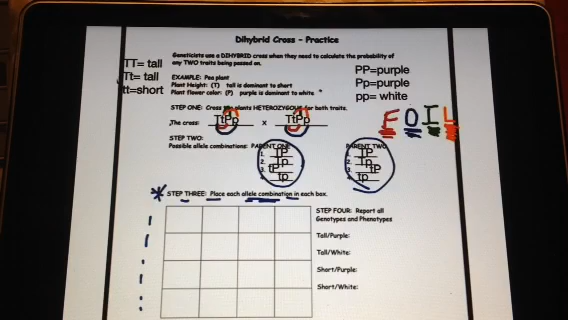 Dihybrid Cross - Practice
Geneticists use a DIHYBRID cross when they need to calculate the probability of
any TWO traits being passed on.
TT= tall
Tt= tall
tt=short
EXAMPLE: Pea plant
Plant Height: (T) tall is dominant to short
Plant flower color: (P) purple is dominant to white
PP=purple
Pp=purple
pp= white
STEP ONE: Cross two plants HETEROZYGOUS for both traits.
The cross: TtPp x TtPp
FOIL
STEP TWO:
Possible allele combinations: PARENT ONE PARENT TWO
1. TP 1. TP
2. Tp 2. Tp
3. tP 3. tP
tp tp
* STEP THREE: Place each allele combination in each box.
STEP FOUR: Report all
Genotypes and Phenotypes
Tall/Purple:
Tall/White:
Short/Purple:
Short/White: